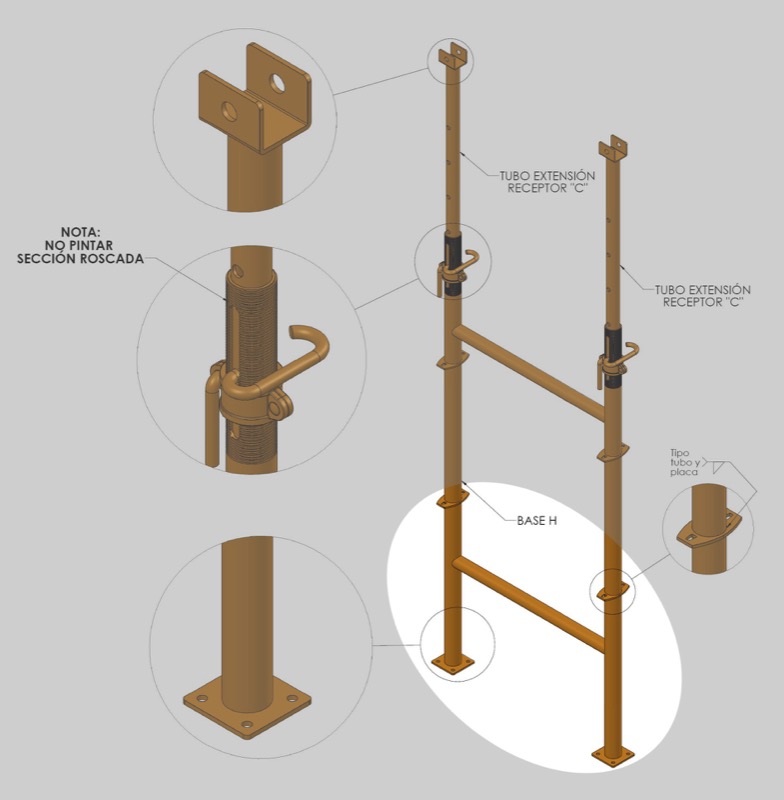 TUBO EXTENSIÓN
RECEPTOR "C"
NOTA:
NO PINTAR
SECCIÓN ROSCADA
TUBO EXTENSIÓN
RECEPTOR "C"
Tipo
tubo y
placa
BASE H